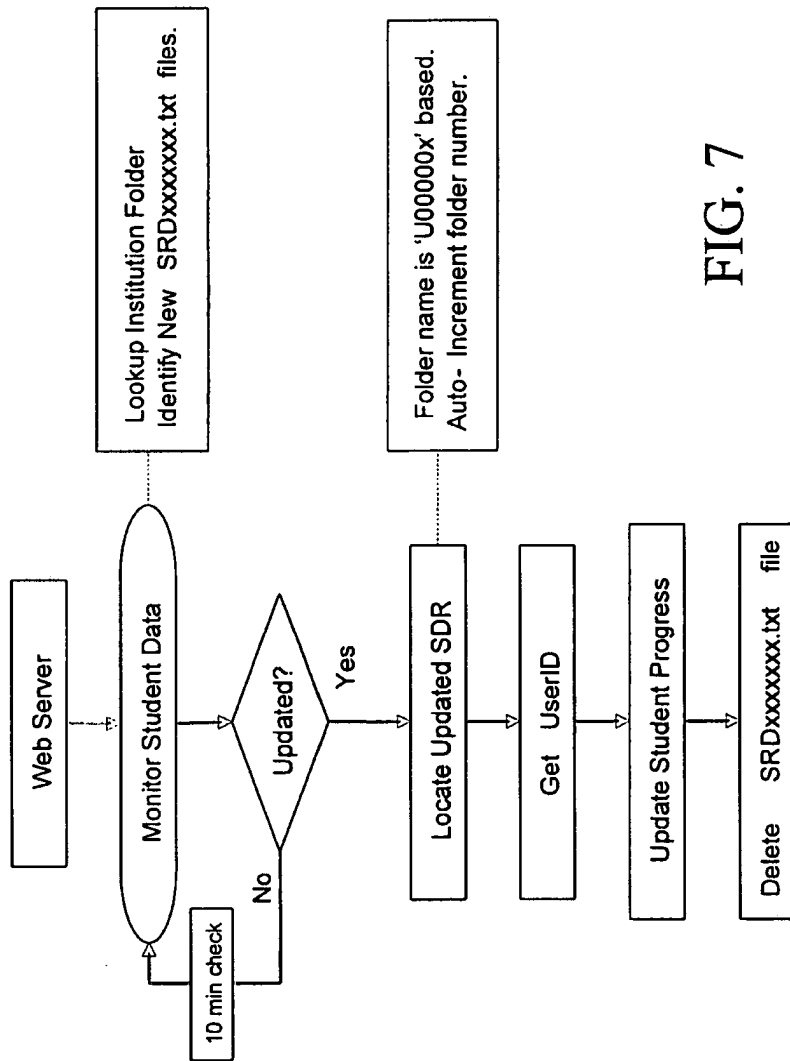 Web Server
Monitor Student Data
Lookup Institution Folder
Identify New SRDxxxxxxx.txt files.
Updated?
No
10 min check
Yes
Locate Updated SDR
Folder name is 'U00000x' based.
Auto- Increment folder number.
Get UserID
Update Student Progress
Delete SRDxxxxxxx.txt file
FIG. 7